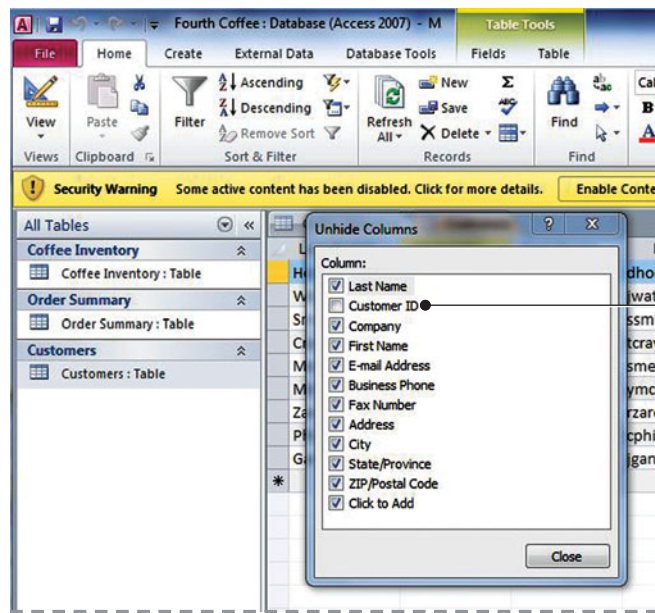 Fourth Coffee : Database (Access 2007) - M
Table Tools
File Home Create External Data Database Tools Fields Table
View
Paste
Filter
Ascending
Descending
Remove Sort
Refresh All
New
Save
Delete
Σ
ABC
Find
Cal
B
A
Views Clipboard Sort & Filter Records Find
Security Warning Some active content has been disabled. Click for more details. Enable Conte
All Tables
Coffee Inventory
Coffee Inventory : Table
Order Summary
Order Summary : Table
Customers
Customers : Table
Unhide Columns
Column:
Last Name
Customer ID
Company
First Name
E-mail Address
Business Phone
Fax Number
Address
City
State/Province
ZIP/Postal Code
Click to Add
Close